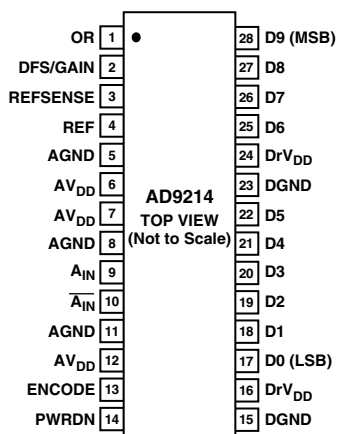 OR 1
DFS/GAIN 2
REFSENSE 3
REF 4
AGND 5
AVDD 6
AVDD 7
AGND 8
AIN 9
A̅I̅N̅ 10
AGND 11
AVDD 12
ENCODE 13
PWRDN 14
AD9214
TOP VIEW
(Not to Scale)
28 D9 (MSB)
27 D8
26 D7
25 D6
24 DrVDD
23 DGND
22 D5
21 D4
20 D3
19 D2
18 D1
17 D0 (LSB)
16 DrVDD
15 DGND